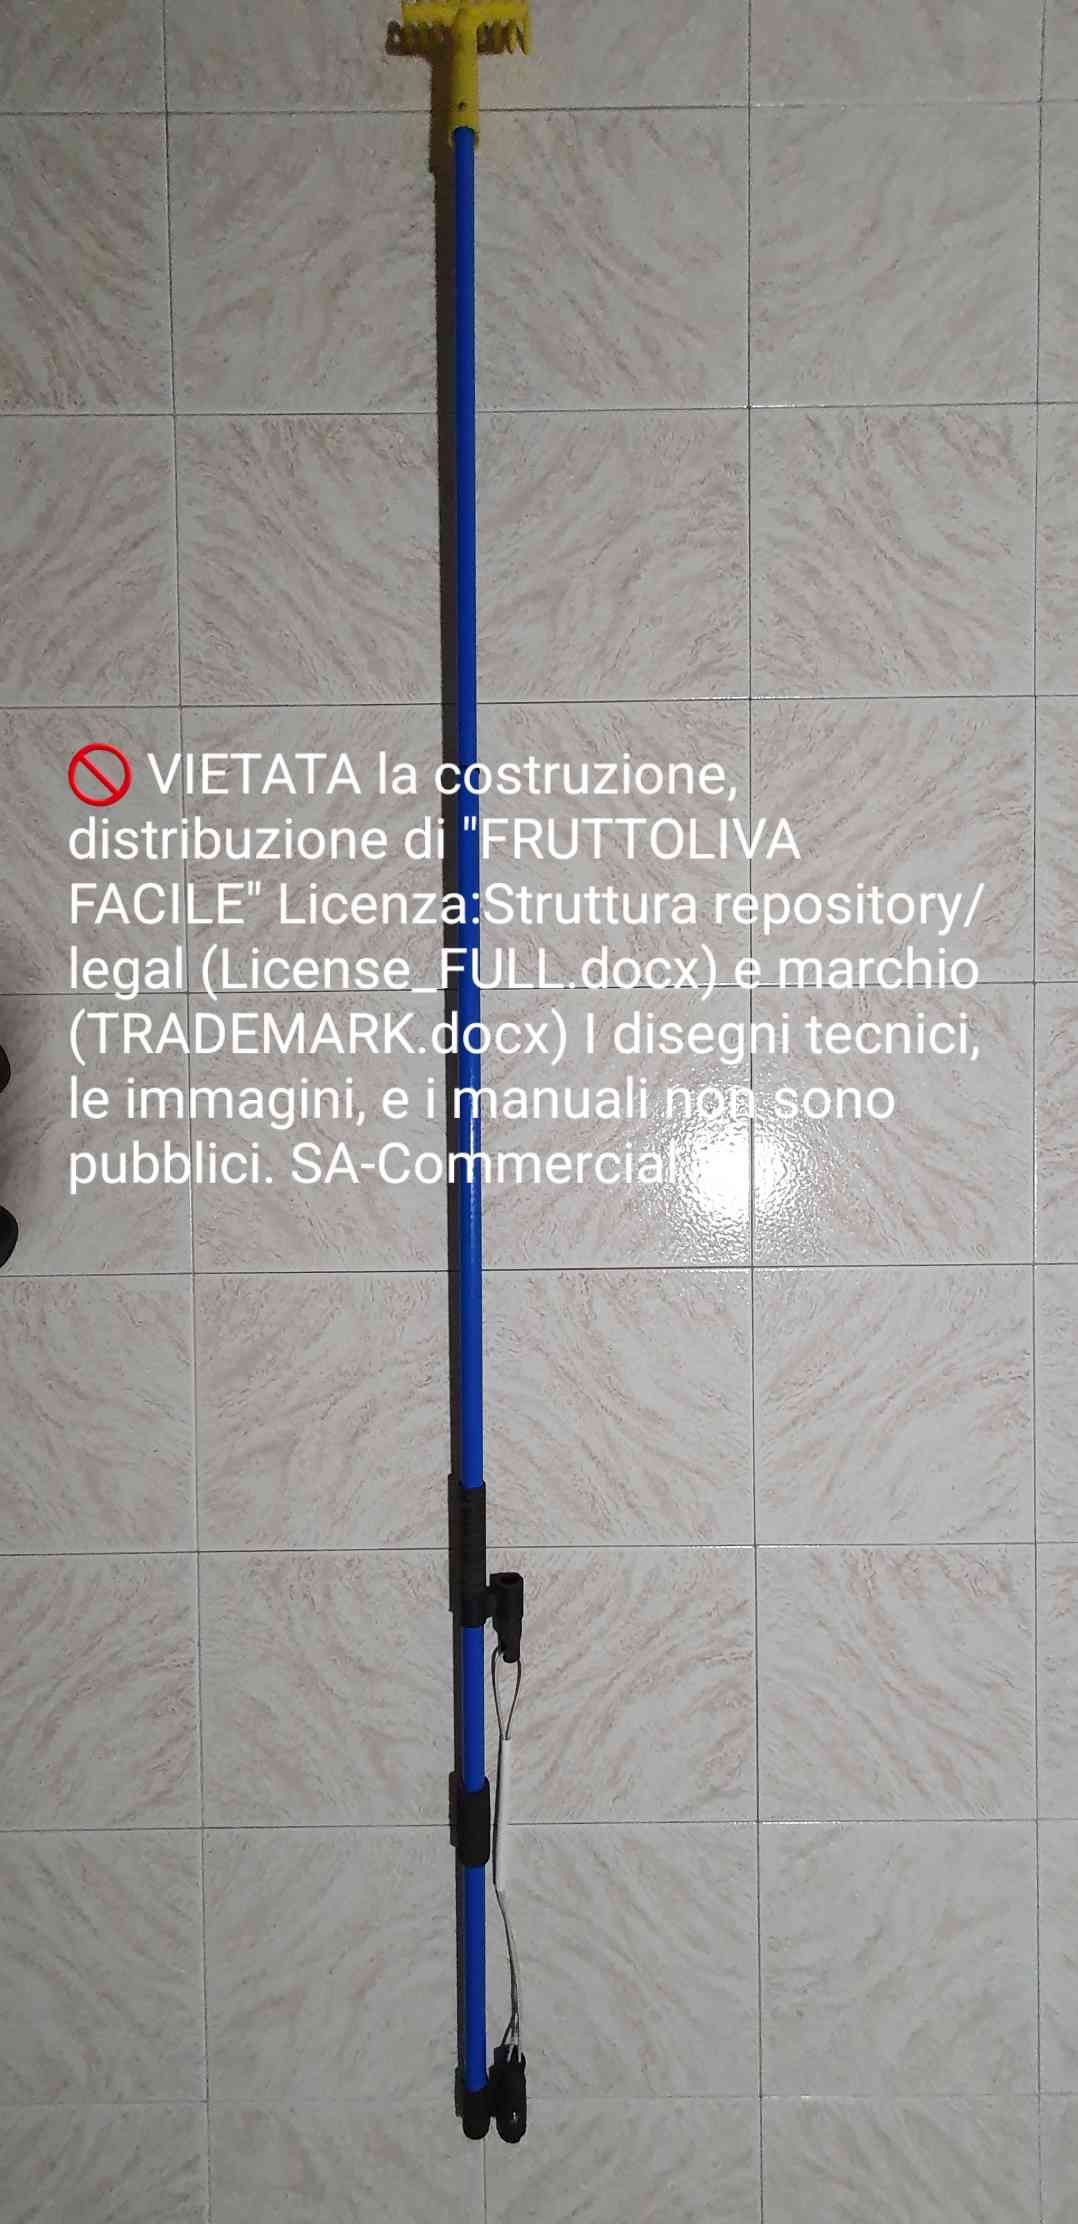 🚫 VIETATA la costruzione,
distribuzione di "FRUTTOLIVA
FACILE" Licenza:Struttura repository/
legal (License_FULL.docx) e marchio
(TRADEMARK.docx) I disegni tecnici,
le immagini, e i manuali non sono
pubblici. SA-Commercial